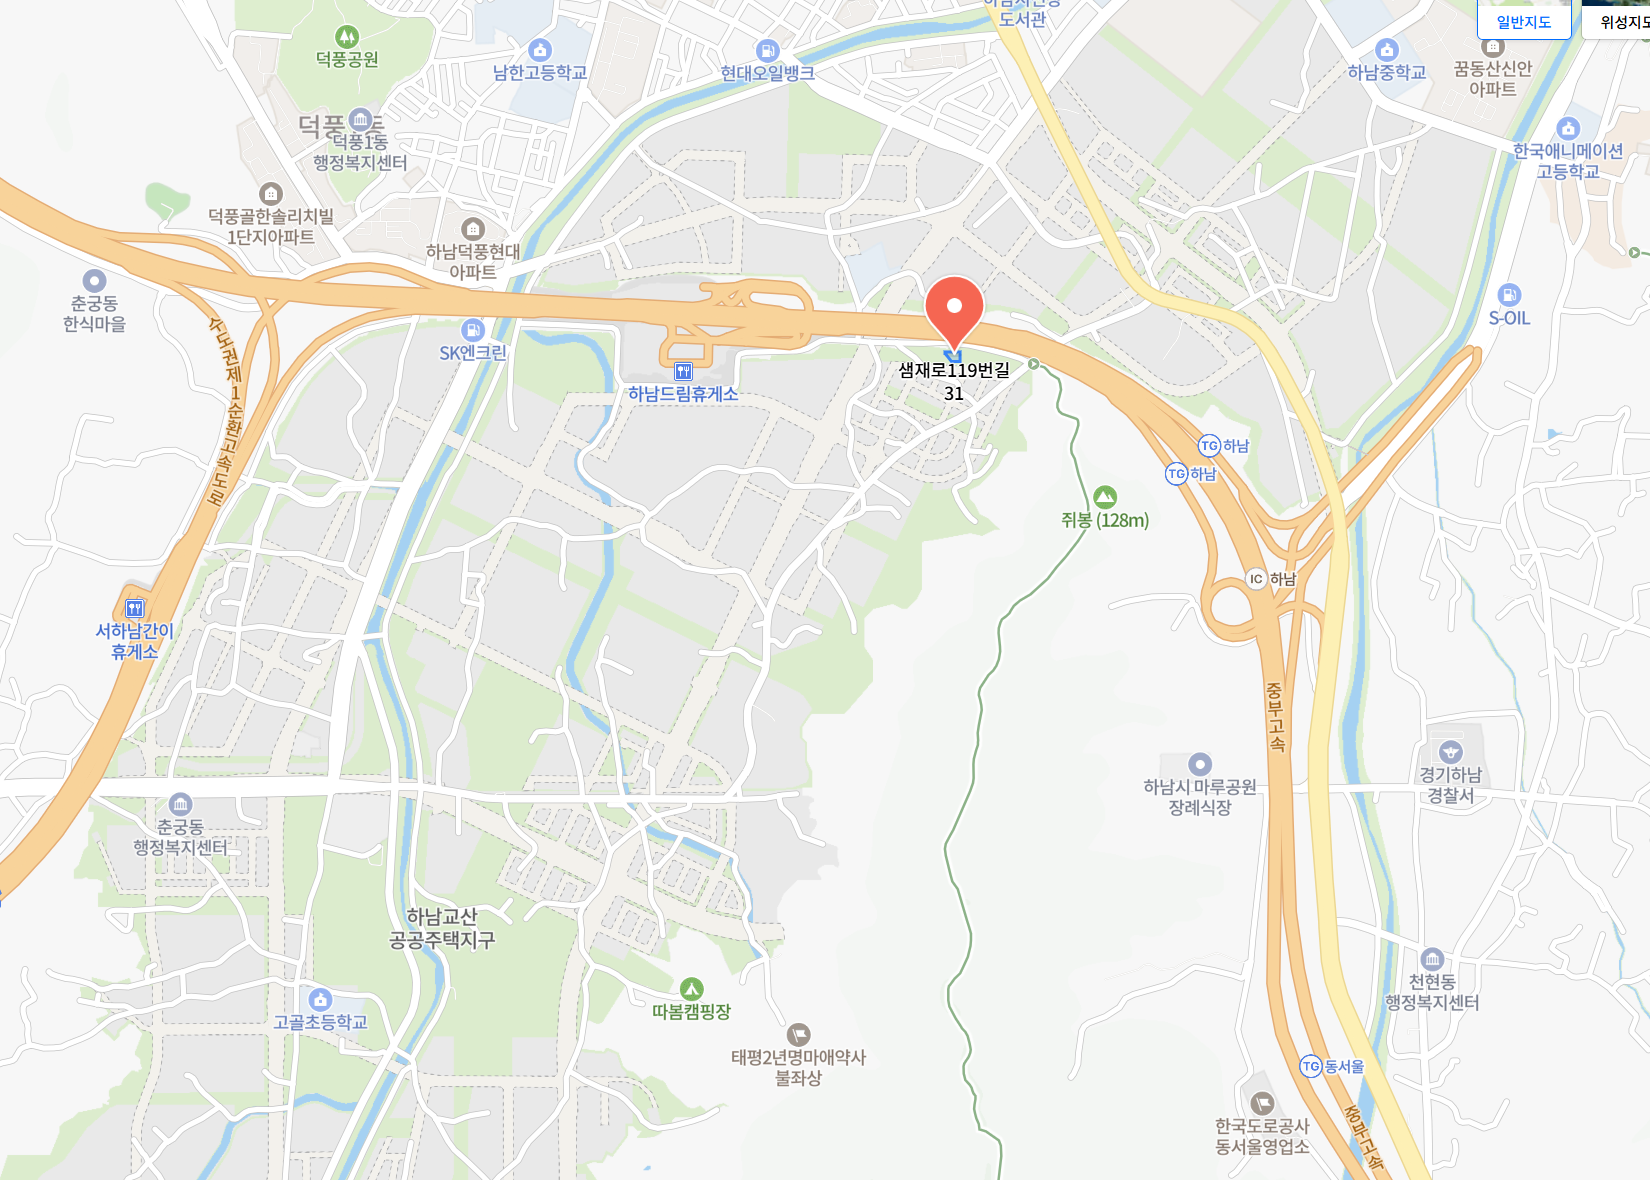 도서관
일반지도
위성지도
덕풍공원
남한고등학교
현대오일뱅크
하남중학교
꿈동산신안
아파트
덕풍1동
행정복지센터
한국애니메이션
고등학교
덕풍골한솔리치빌
1단지아파트
하남덕풍현대
아파트
춘궁동
한식마을
S-OIL
SK엔크린
수도권제1순환고속도로
하남드림휴게소
샘재로119번길
31
TG 하남
TG 하남
쥐봉 (128m)
IC 하남
서하남간이
휴게소
중부고속
하남시마루공원
장례식장
경기하남
경찰서
춘궁동
행정복지센터
하남교산
공공주택지구
천현동
행정복지센터
따봄캠핑장
고골초등학교
태평2년명마애약사
불좌상
TG 동서울
한국도로공사
동서울영업소
중부고속